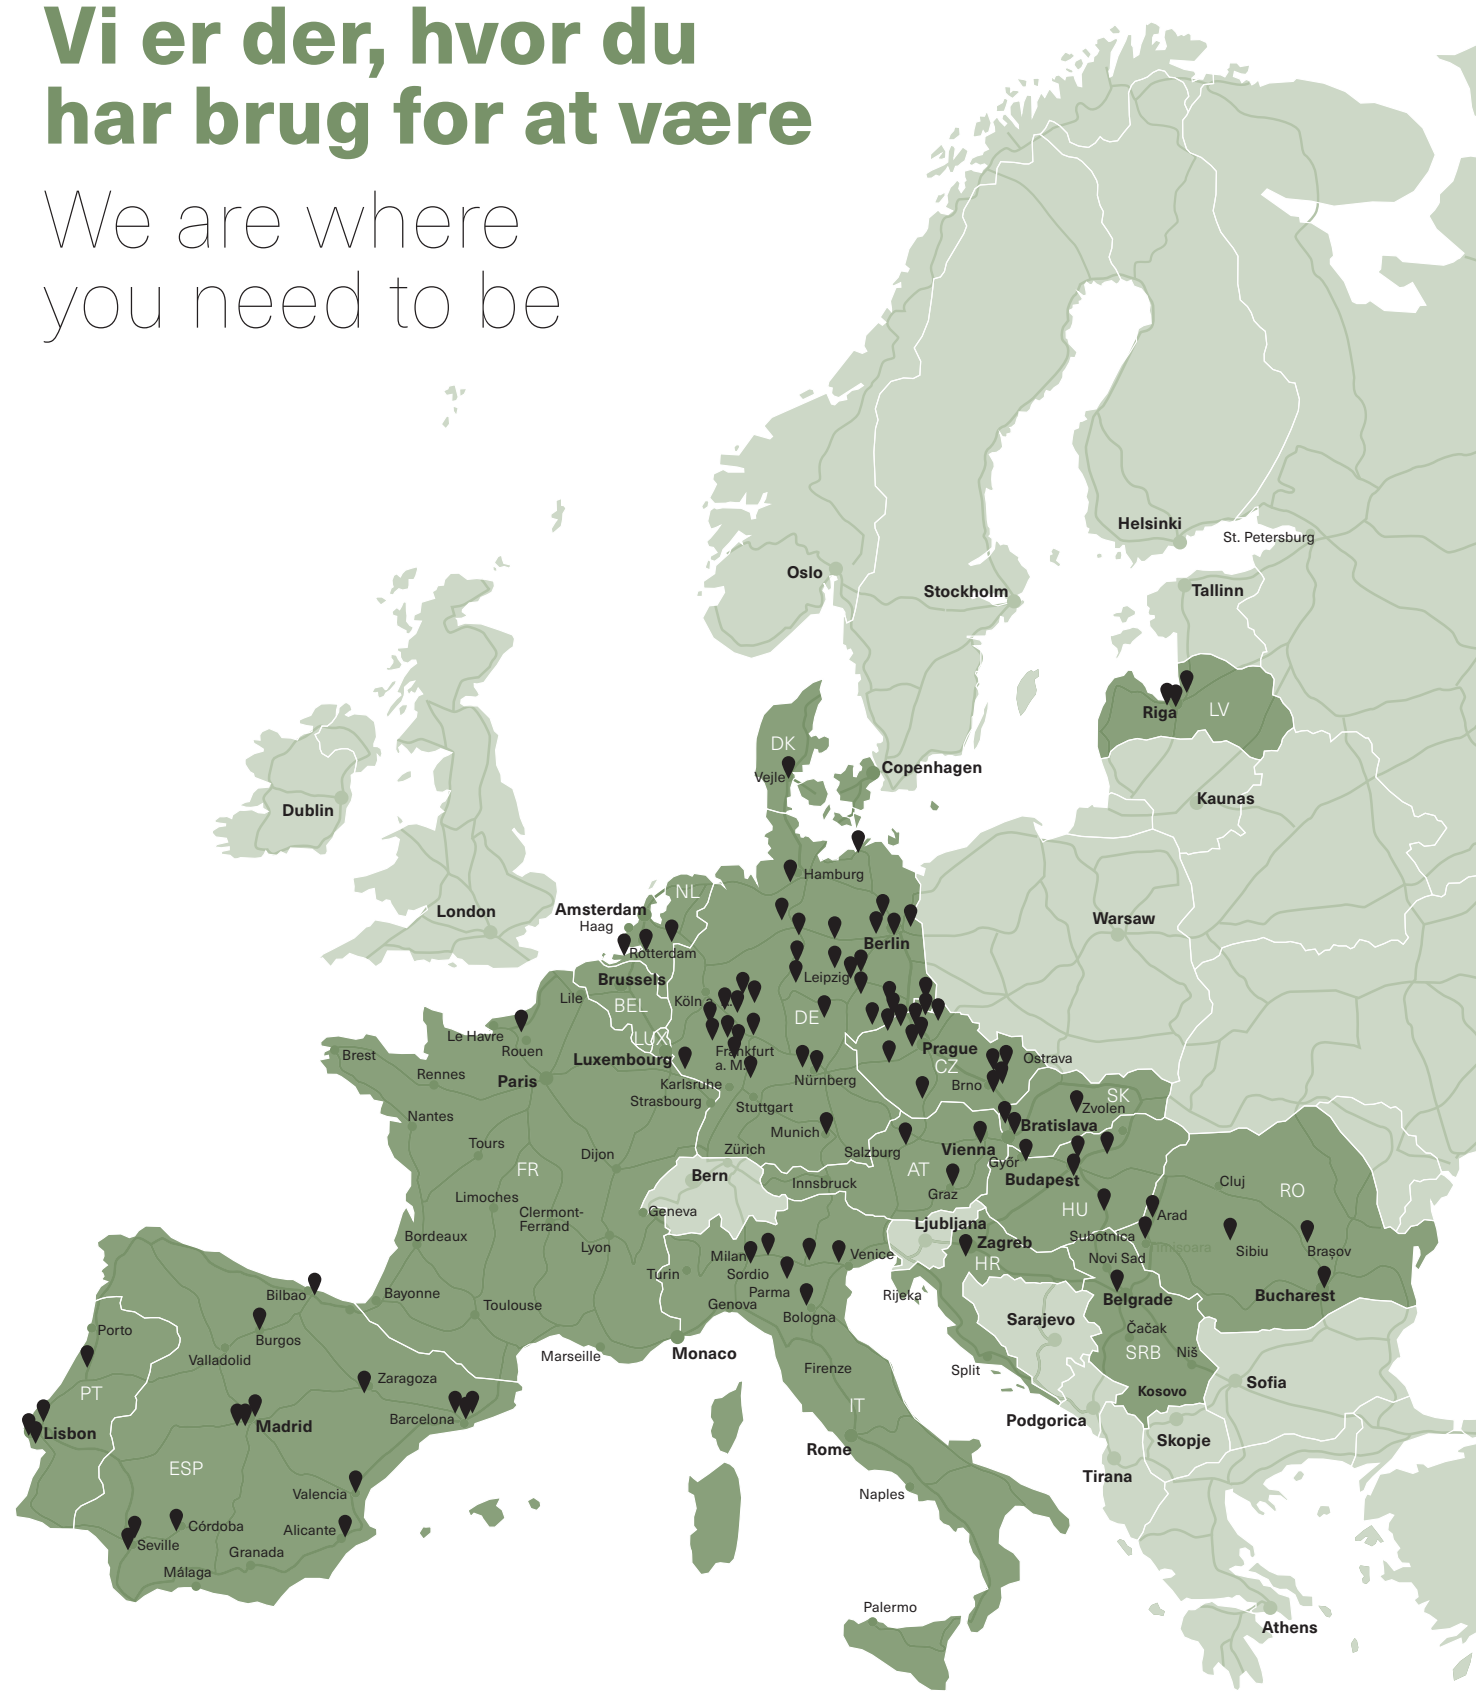 Vi er der, hvor du
har brug for at være
We are where
you need to be
Helsinki
St. Petersburg
Oslo
Stockholm
Tallinn
Riga
LV
DK
Vejle
Copenhagen
Kaunas
Dublin
Hamburg
NL
London
Amsterdam
Haag
Rotterdam
Warsaw
Berlin
Brussels
Leipzig
Lile
BEL
Köln a.
DE
Le Havre
Rouen
LUX
Luxembourg
Frankfurt
a. M.
Prague
CZ
Ostrava
Brest
Rennes
Paris
Karlsruhe
Nürnberg
Brno
SK
Strasbourg
Stuttgart
Zvolen
Nantes
Munich
Bratislava
Tours
Dijon
Zürich
Salzburg
Vienna
Győr
FR
Bern
Innsbruck
AT
Budapest
Graz
Cluj
RO
Limoches
Clermont-
Ferrand
Geneva
HU
Arad
Ljubljana
Bordeaux
Lyon
Zagreb
Subotnica
Timisoara
Milan
Venice
Sibiu
Brașov
Novi Sad
HR
Turin
Sordio
Parma
Genova
Bologna
Rijeka
Belgrade
Bucharest
Bilbao
Bayonne
Toulouse
Sarajevo
Čačak
Porto
Burgos
Valladolid
Marseille
Monaco
SRB
Niš
Firenze
Split
Zaragoza
PT
Kosovo
Sofia
IT
Barcelona
Podgorica
Lisbon
Madrid
Rome
Skopje
ESP
Tirana
Valencia
Naples
Córdoba
Alicante
Seville
Granada
Málaga
Palermo
Athens